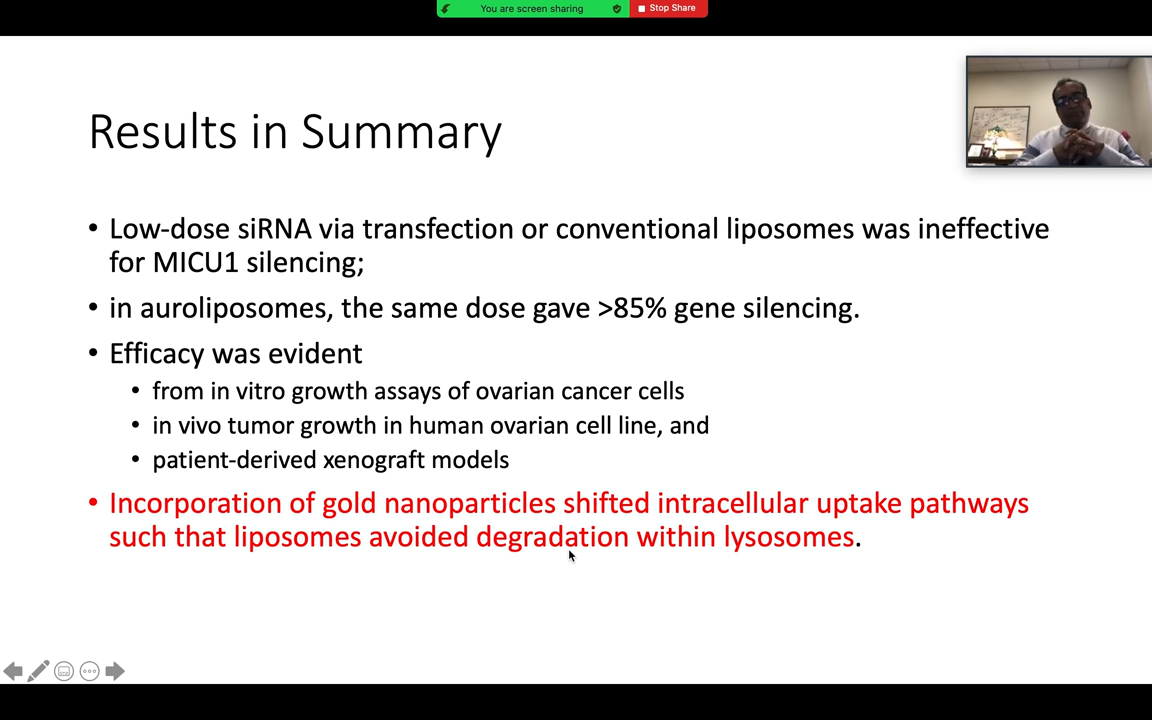 You are screen sharing
Stop Share
Results in Summary
• Low-dose siRNA via transfection or conventional liposomes was ineffective
for MICU1 silencing;
• in auroliposomes, the same dose gave >85% gene silencing.
• Efficacy was evident
• from in vitro growth assays of ovarian cancer cells
• in vivo tumor growth in human ovarian cell line, and
• patient-derived xenograft models
• Incorporation of gold nanoparticles shifted intracellular uptake pathways
such that liposomes avoided degradation within lysosomes.